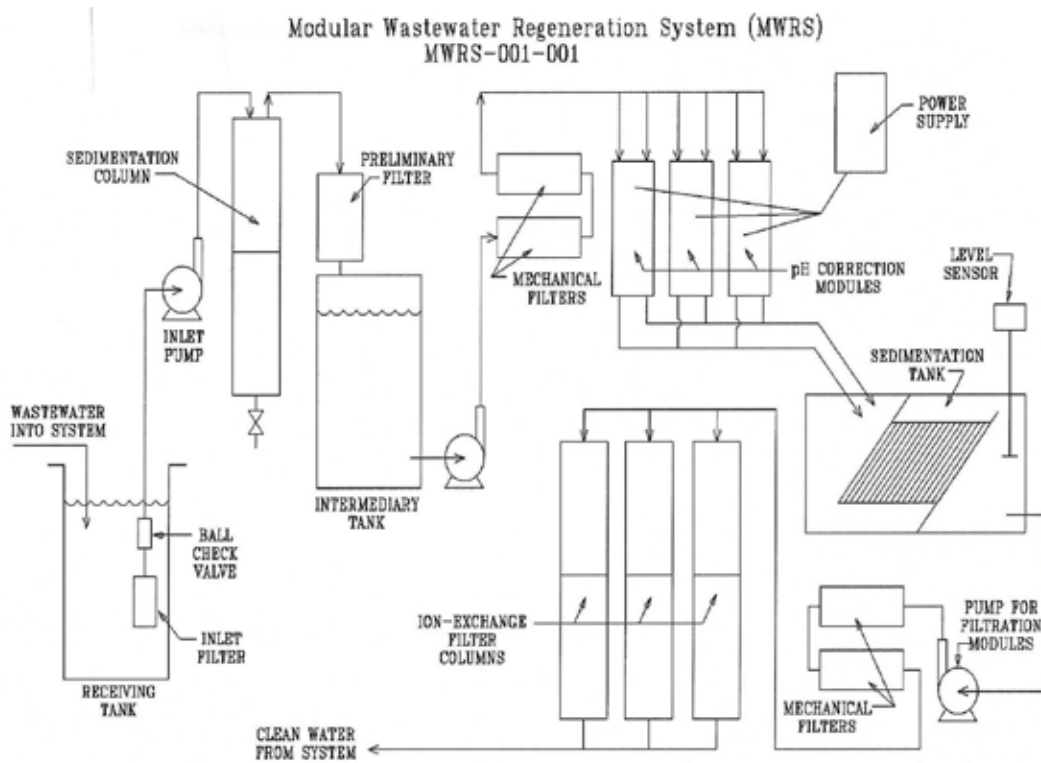 Modular Wastewater Regeneration System (MWRS)
MWRS-001-001
POWER
SUPPLY
SEDIMENTATION
COLUMN
PRELIMINARY
FILTER
MECHANICAL
FILTERS
pH CORRECTION
MODULES
LEVEL
SENSOR
INLET
PUMP
SEDIMENTATION
TANK
WASTEWATER
INTO SYSTEM
INTERMEDIARY
TANK
BALL
CHECK
VALVE
INLET
FILTER
RECEIVING
TANK
ION-EXCHANGE
FILTER
COLUMNS
PUMP FOR
FILTRATION
MODULES
MECHANICAL
FILTERS
CLEAN WATER
FROM SYSTEM